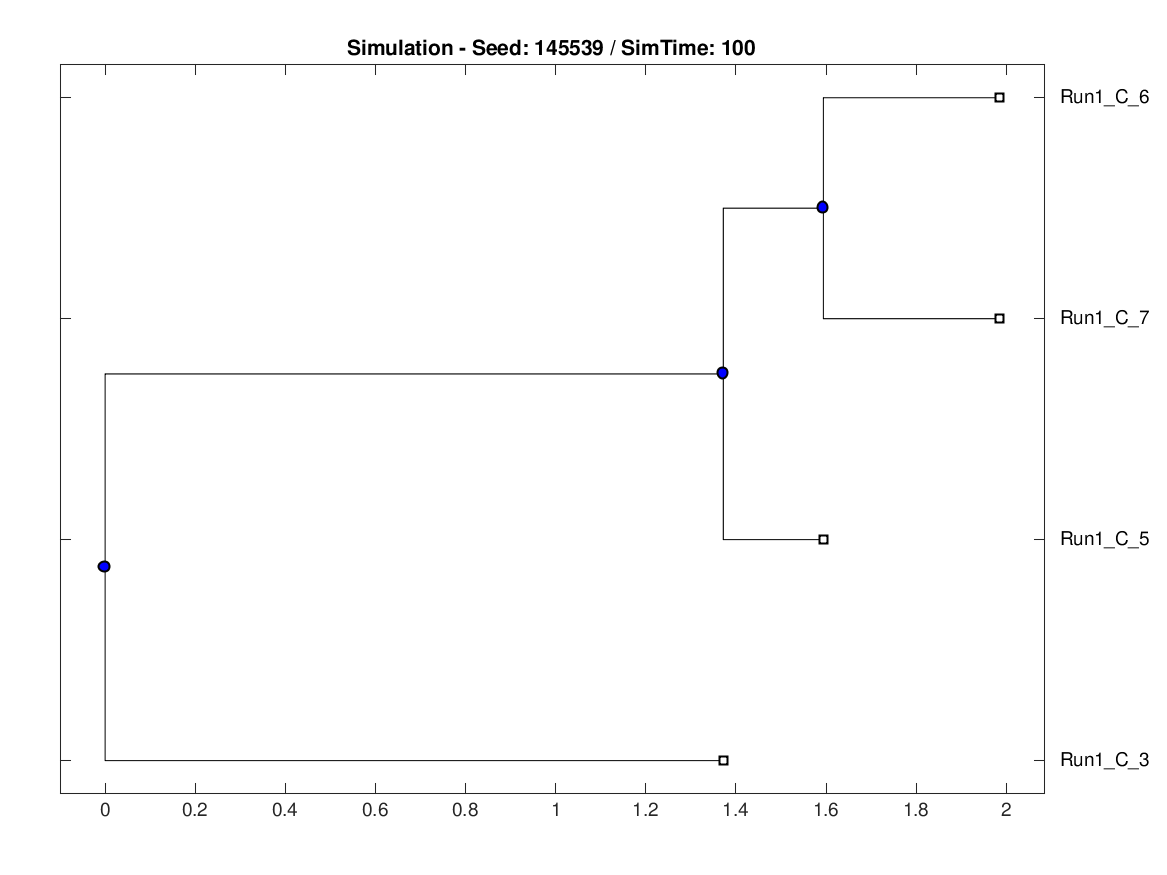 Simulation - Seed: 145539 / SimTime: 100
Run1_C_6
Run1_C_7
Run1_C_5
Run1_C_3
0 0.2 0.4 0.6 0.8 1 1.2 1.4 1.6 1.8 2